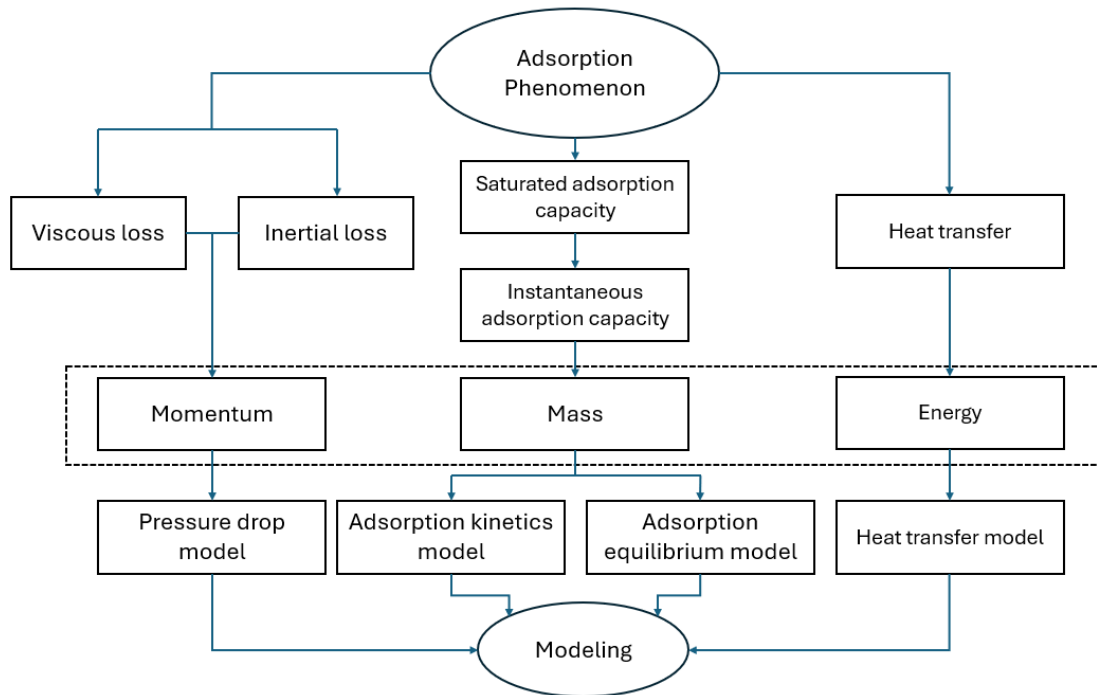 Adsorption
Phenomenon
Saturated adsorption
capacity
Viscous loss
Inertial loss
Heat transfer
Instantaneous
adsorption capacity
Momentum
Mass
Energy
Pressure drop
model
Adsorption kinetics
model
Adsorption
equilibrium model
Heat transfer model
Modeling